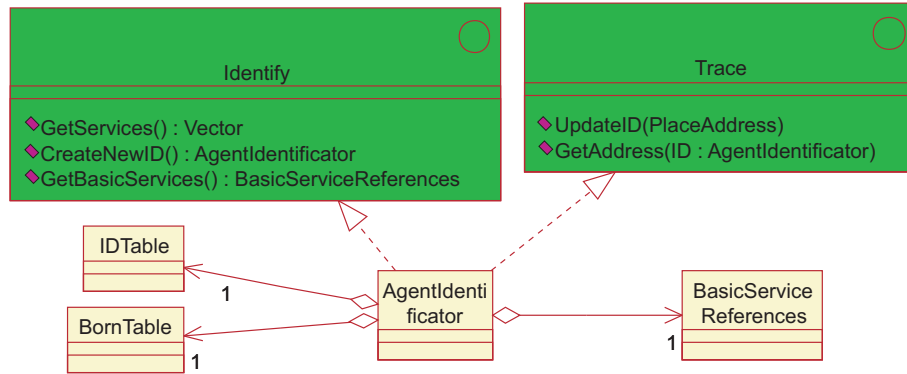 Identify
GetServices() : Vector
CreateNewID() : AgentIdentificator
GetBasicServices() : BasicServiceReferences
Trace
UpdateID(PlaceAddress)
GetAddress(ID : AgentIdentificator)
IDTable
1
BornTable
1
AgentIdenti
ficator
BasicService
References
1